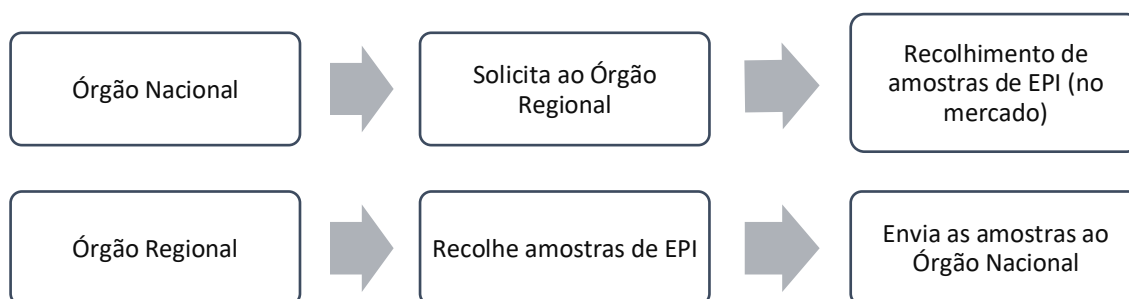 Órgão Nacional
Solicita ao Órgão
Regional
Recolhimento de
amostras de EPI (no
mercado)
Órgão Regional
Recolhe amostras de EPI
Envia as amostras ao
Órgão Nacional